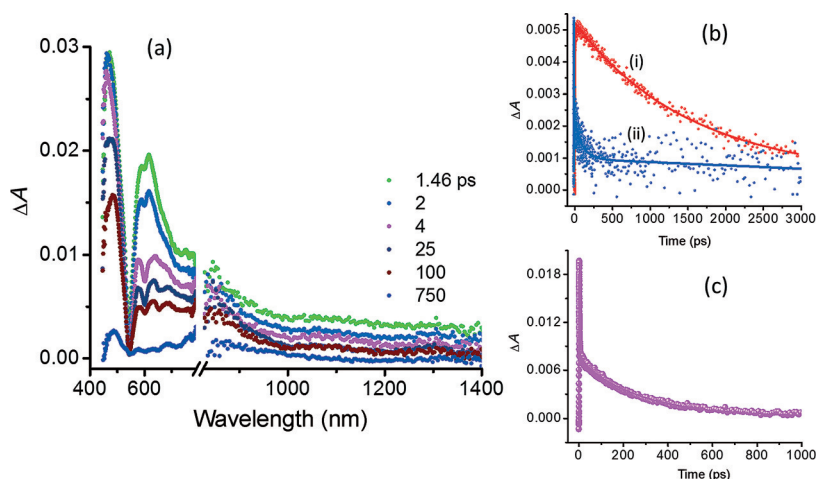 (a)
0.03
0.02
0.01
0.00
ΔA
1.46 ps
2
4
25
100
750
400 600 1000 1200 1400
Wavelength (nm)
(b)
(i)
(ii)
0.005
0.004
0.003
0.002
0.001
0.000
ΔA
0 500 1000 1500 2000 2500 3000
Time (ps)
(c)
0.018
0.012
0.006
0.000
ΔA
0 200 400 600 800 1000
Time (ps)